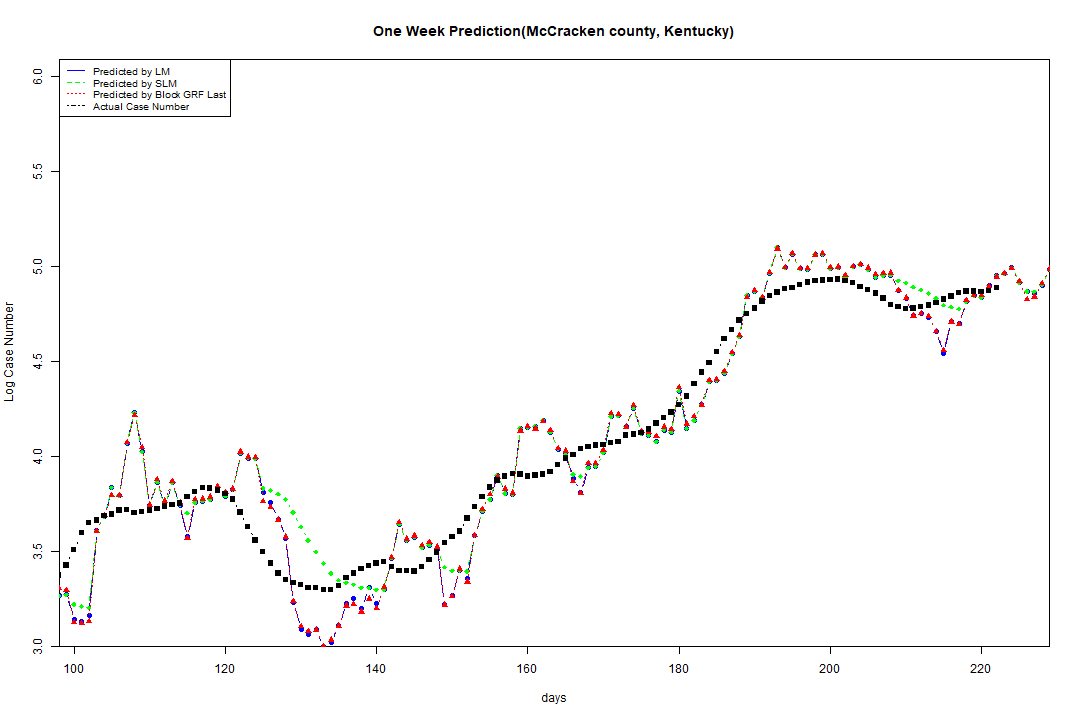 One Week Prediction(McCracken county, Kentucky)
Predicted by LM
Predicted by SLM
Predicted by Block GRF Last
Actual Case Number
Log Case Number
6.0
5.5
5.0
4.5
4.0
3.5
3.0
100 120 140 160 180 200 220
days